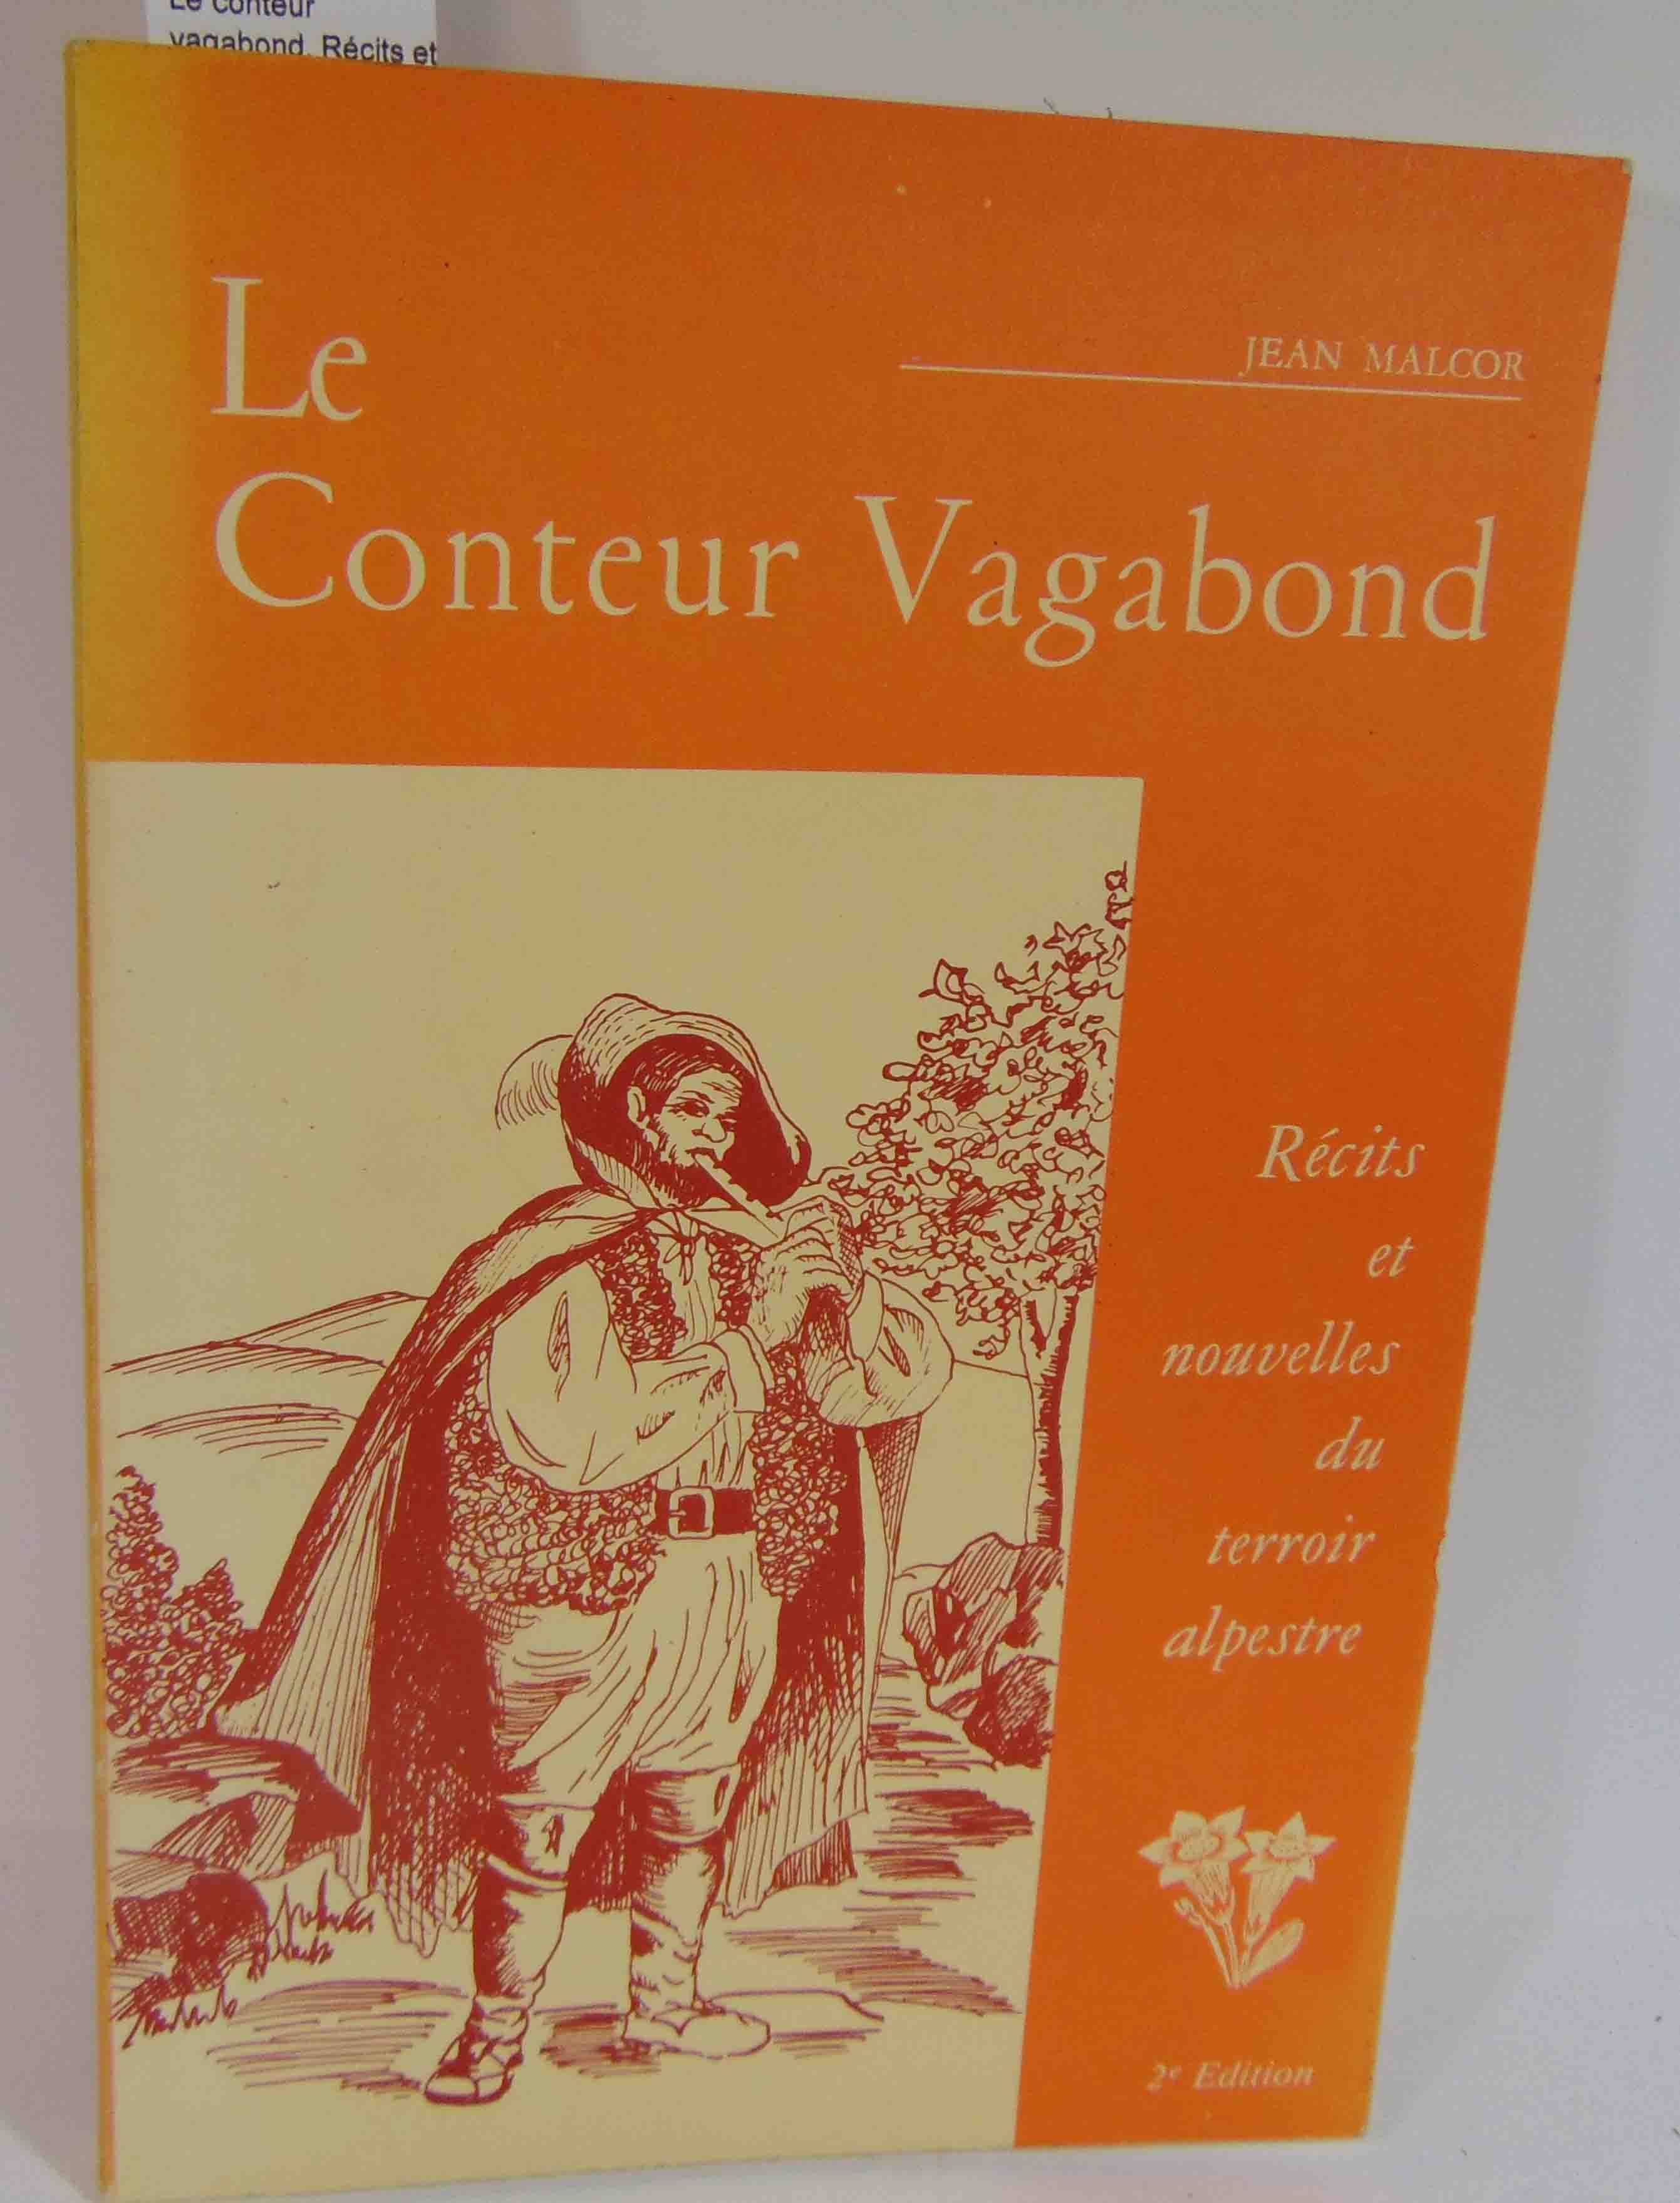 Le conteur
vagabond. Récits et
JEAN MALCOR
Le
Conteur Vagabond
Récits
et
nouvelles
du
terroir
alpestre
2e Edition